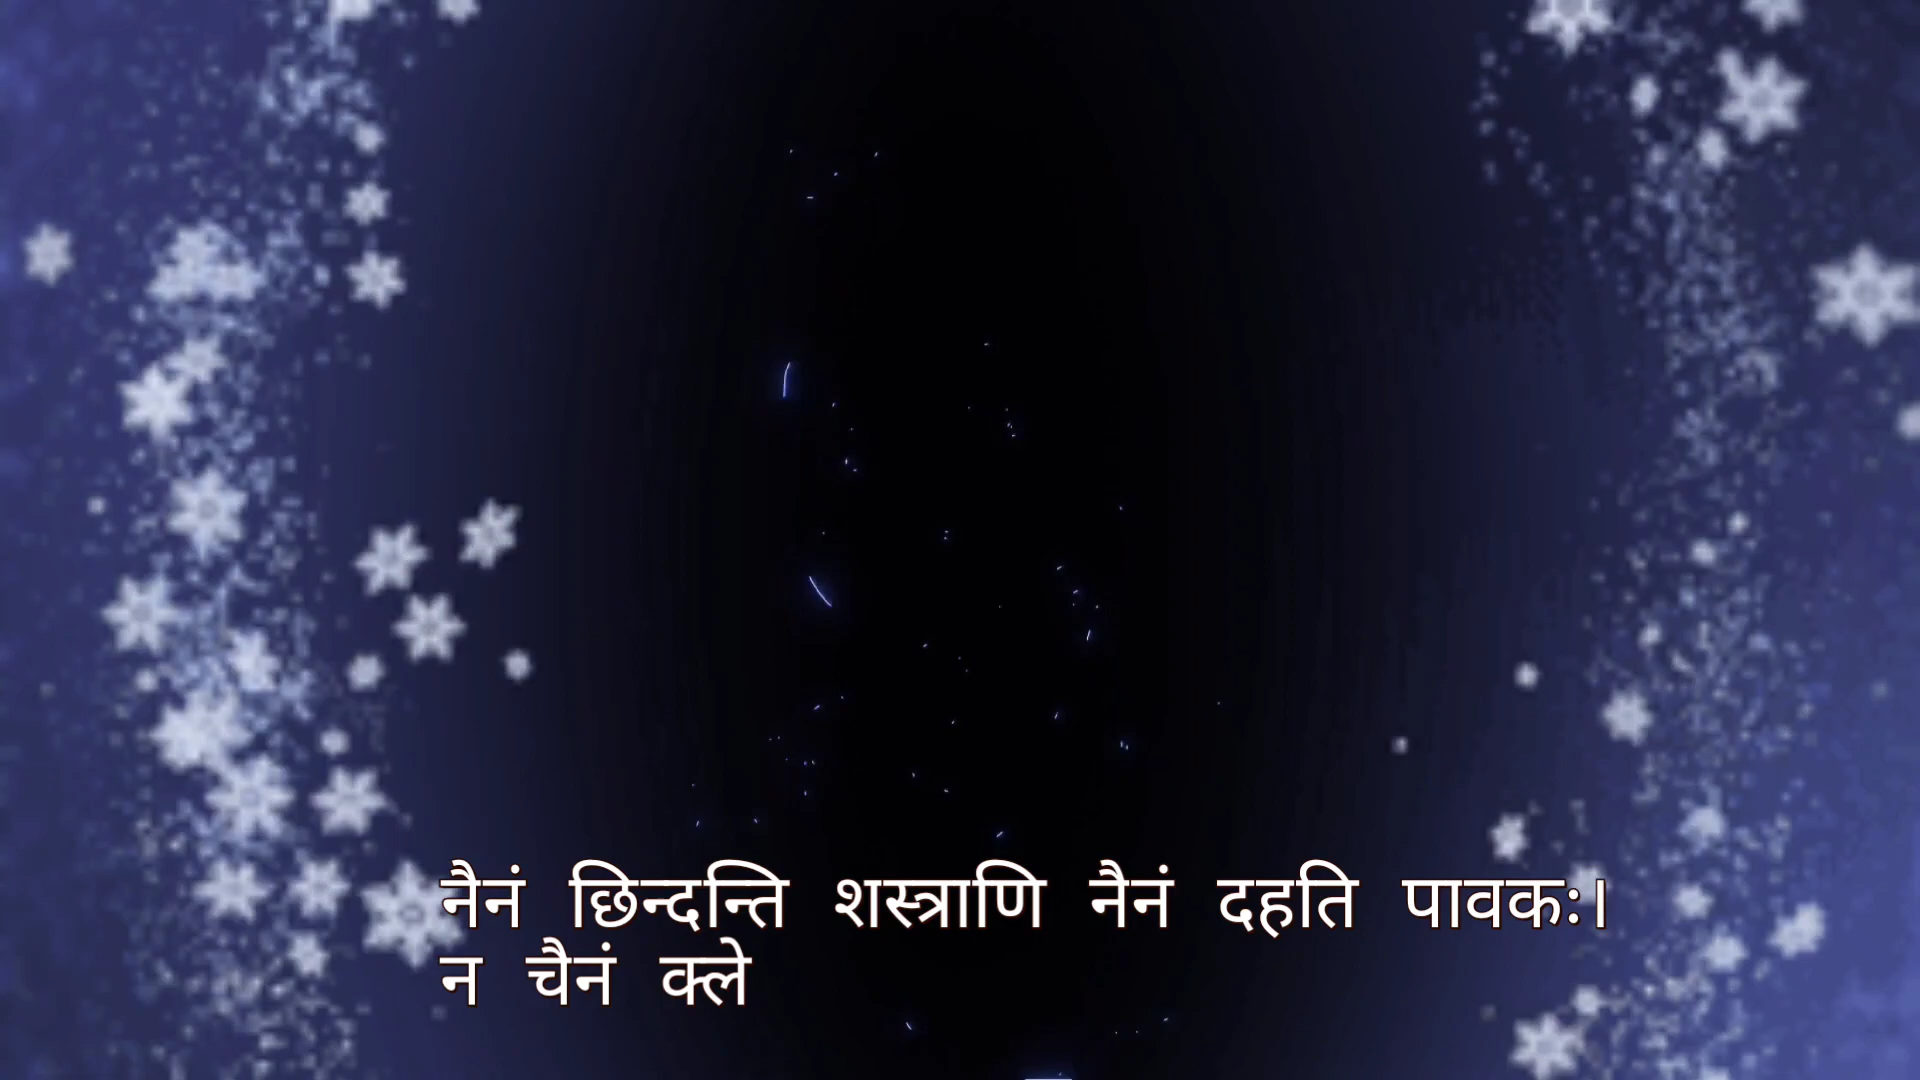 नैनं छिन्दन्ति शस्त्राणि नैनं दहति पावकः।
न चैनं क्ले